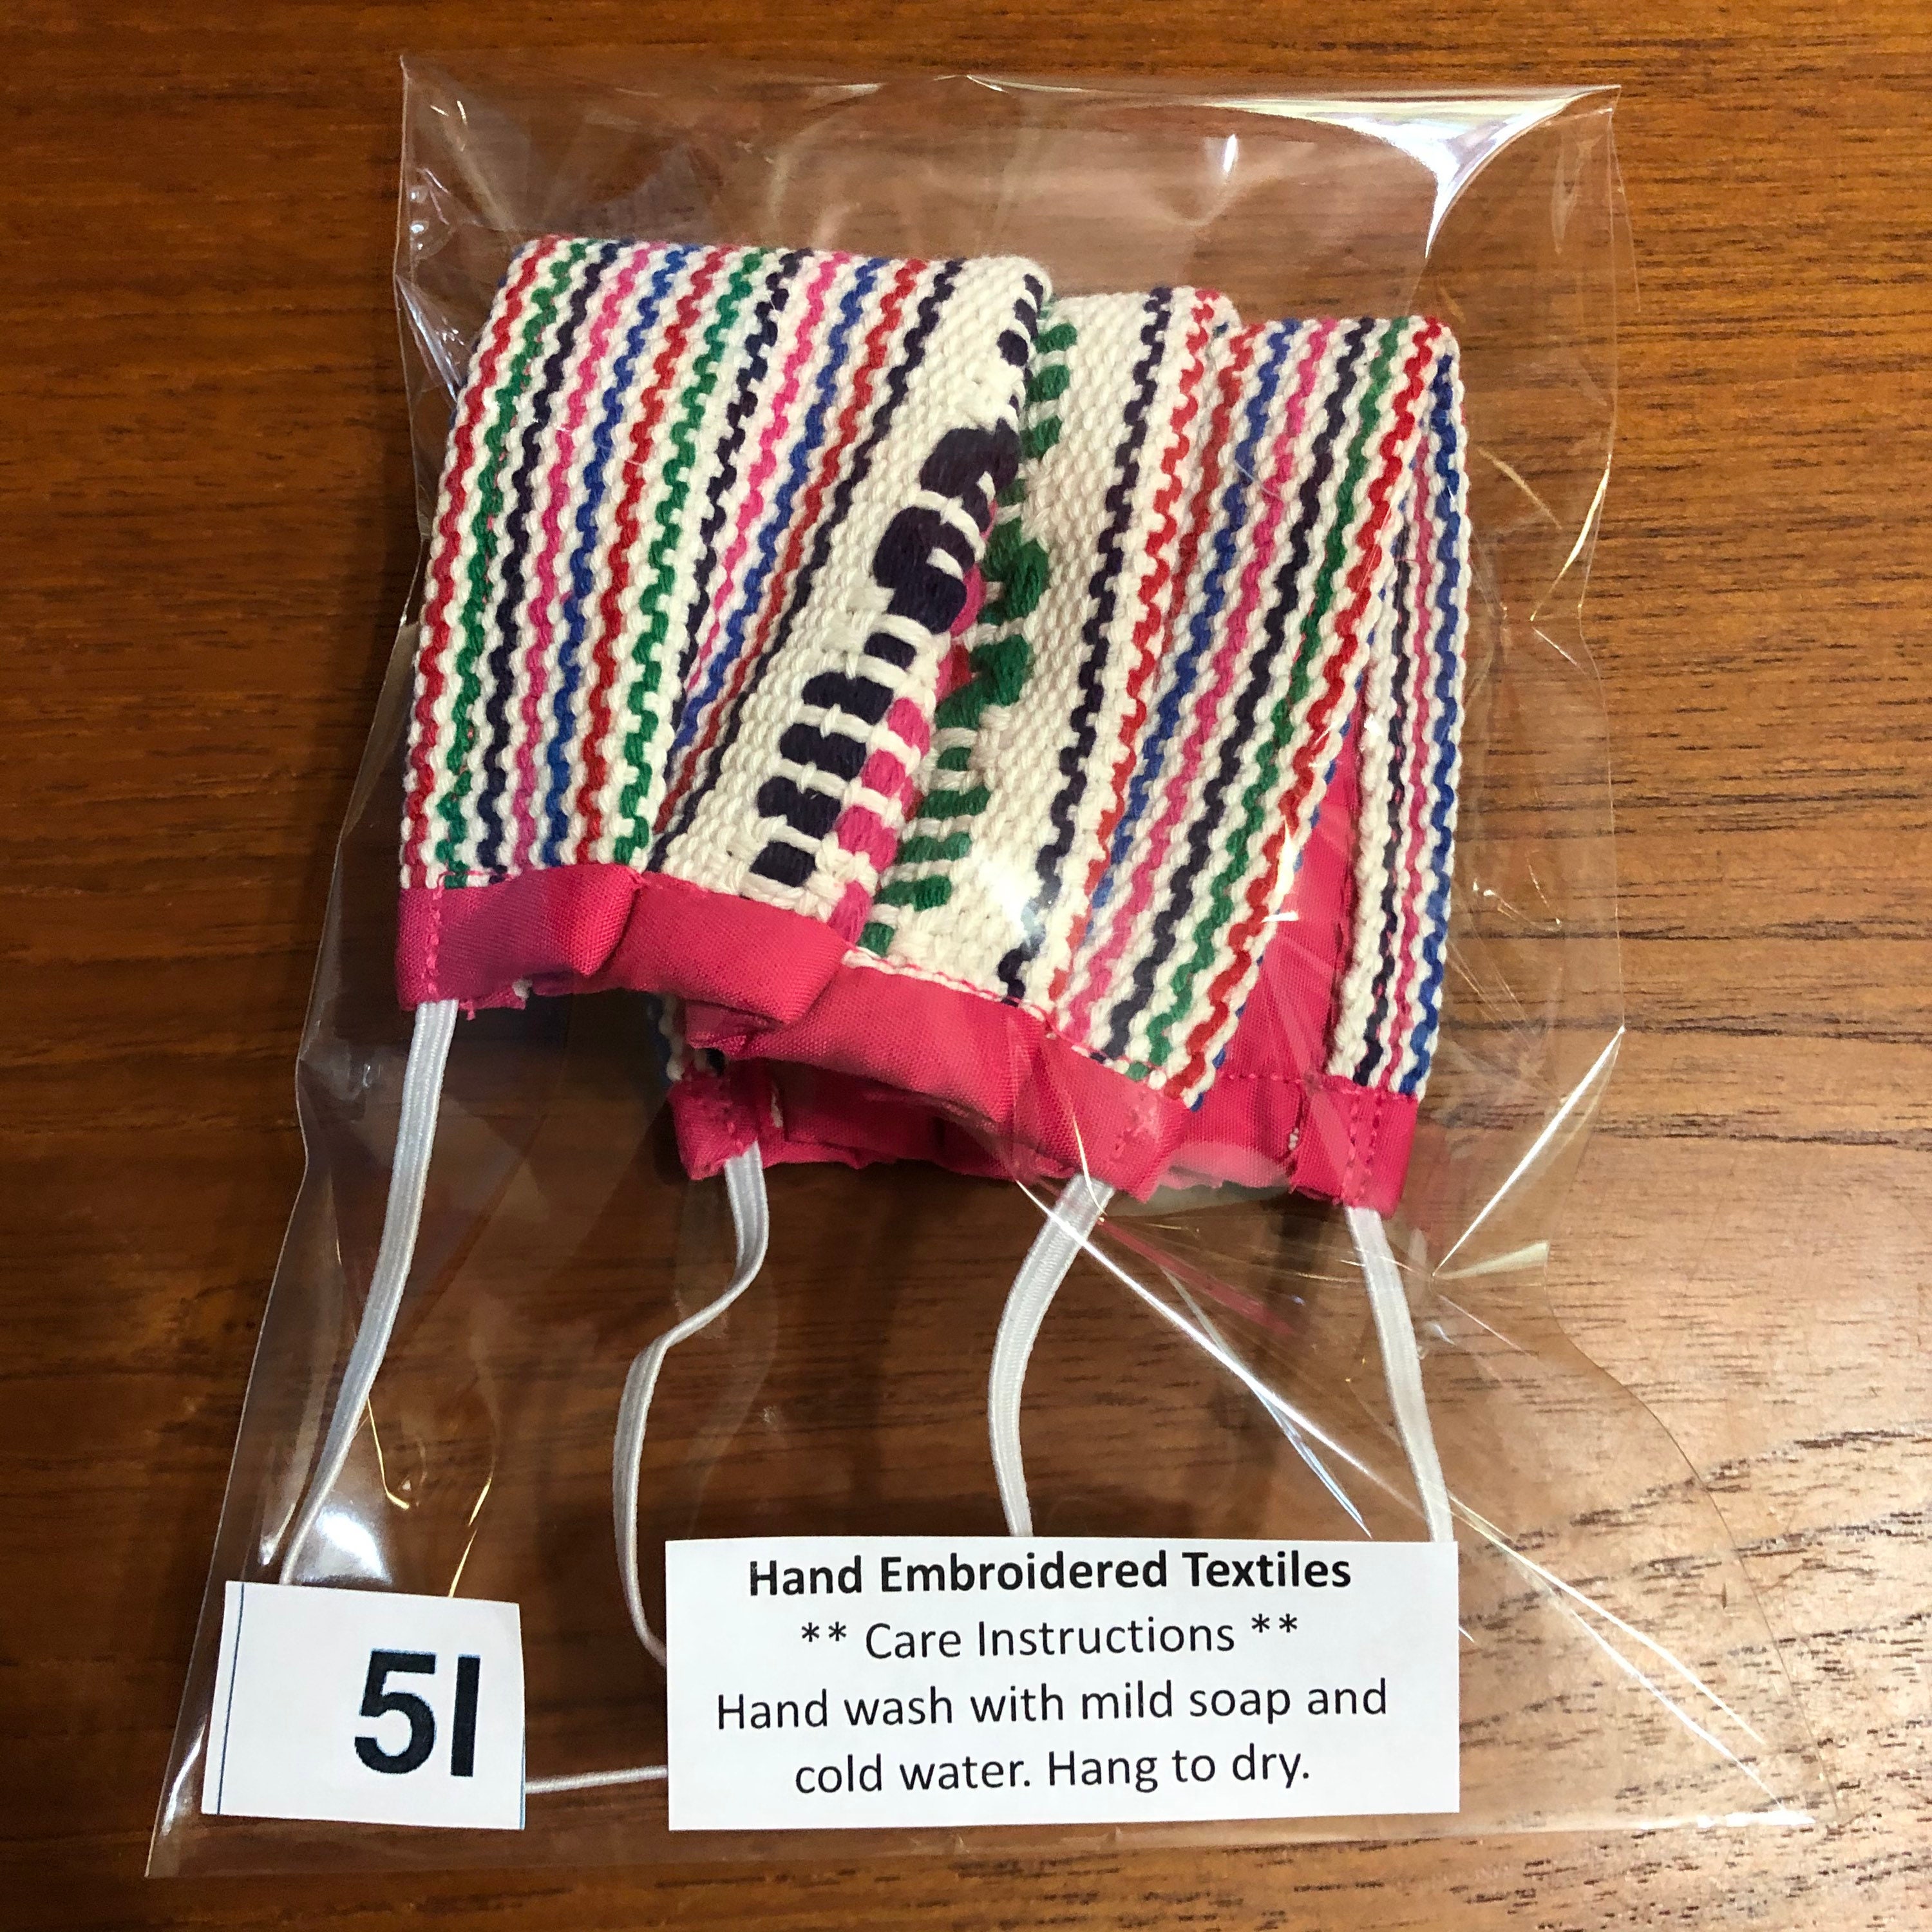 Hand Embroidered Textiles
** Care Instructions **
Hand wash with mild soap and
cold water. Hang to dry.
5I